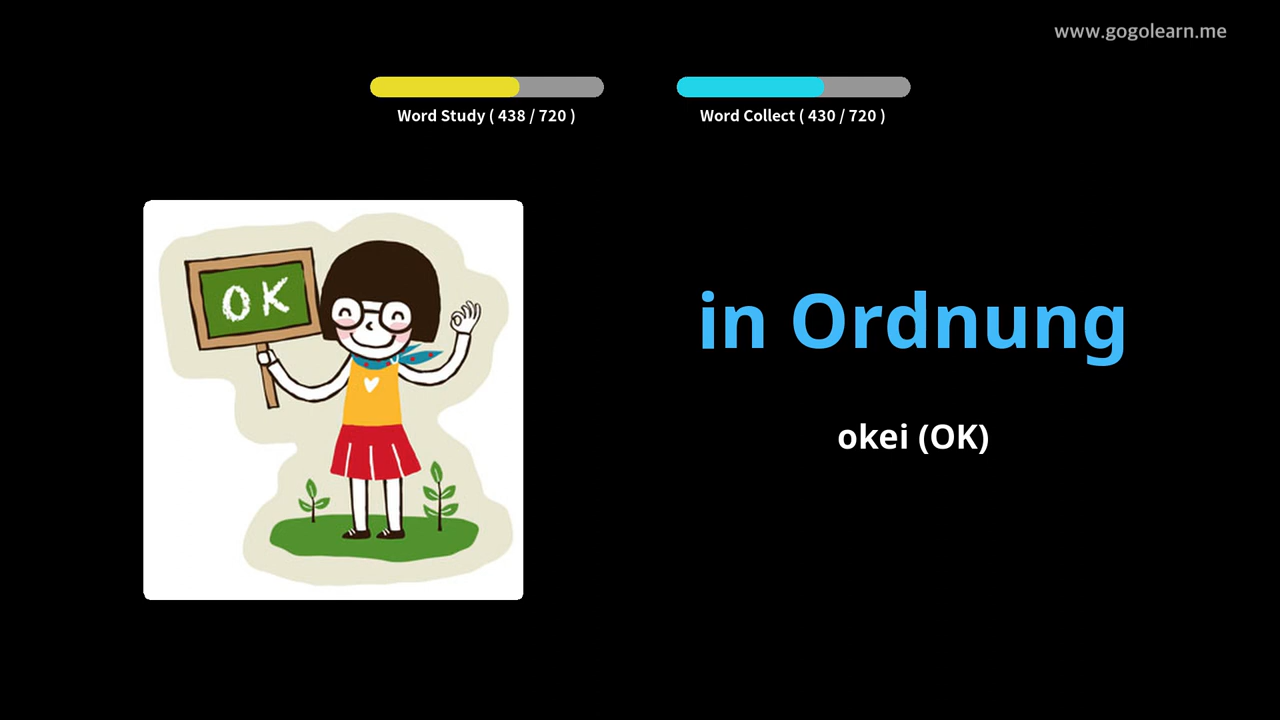 www.gogolearn.me
Word Study ( 438 / 720 )
Word Collect ( 430 / 720 )
OK
in Ordnung
okei (OK)